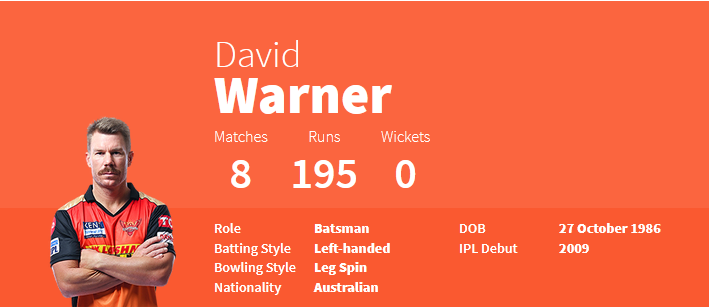 David
Warner
Matches Runs Wickets
8 195 0
Role Batsman DOB 27 October 1986
Batting Style Left-handed IPL Debut 2009
Bowling Style Leg Spin
Nationality Australian
KENT